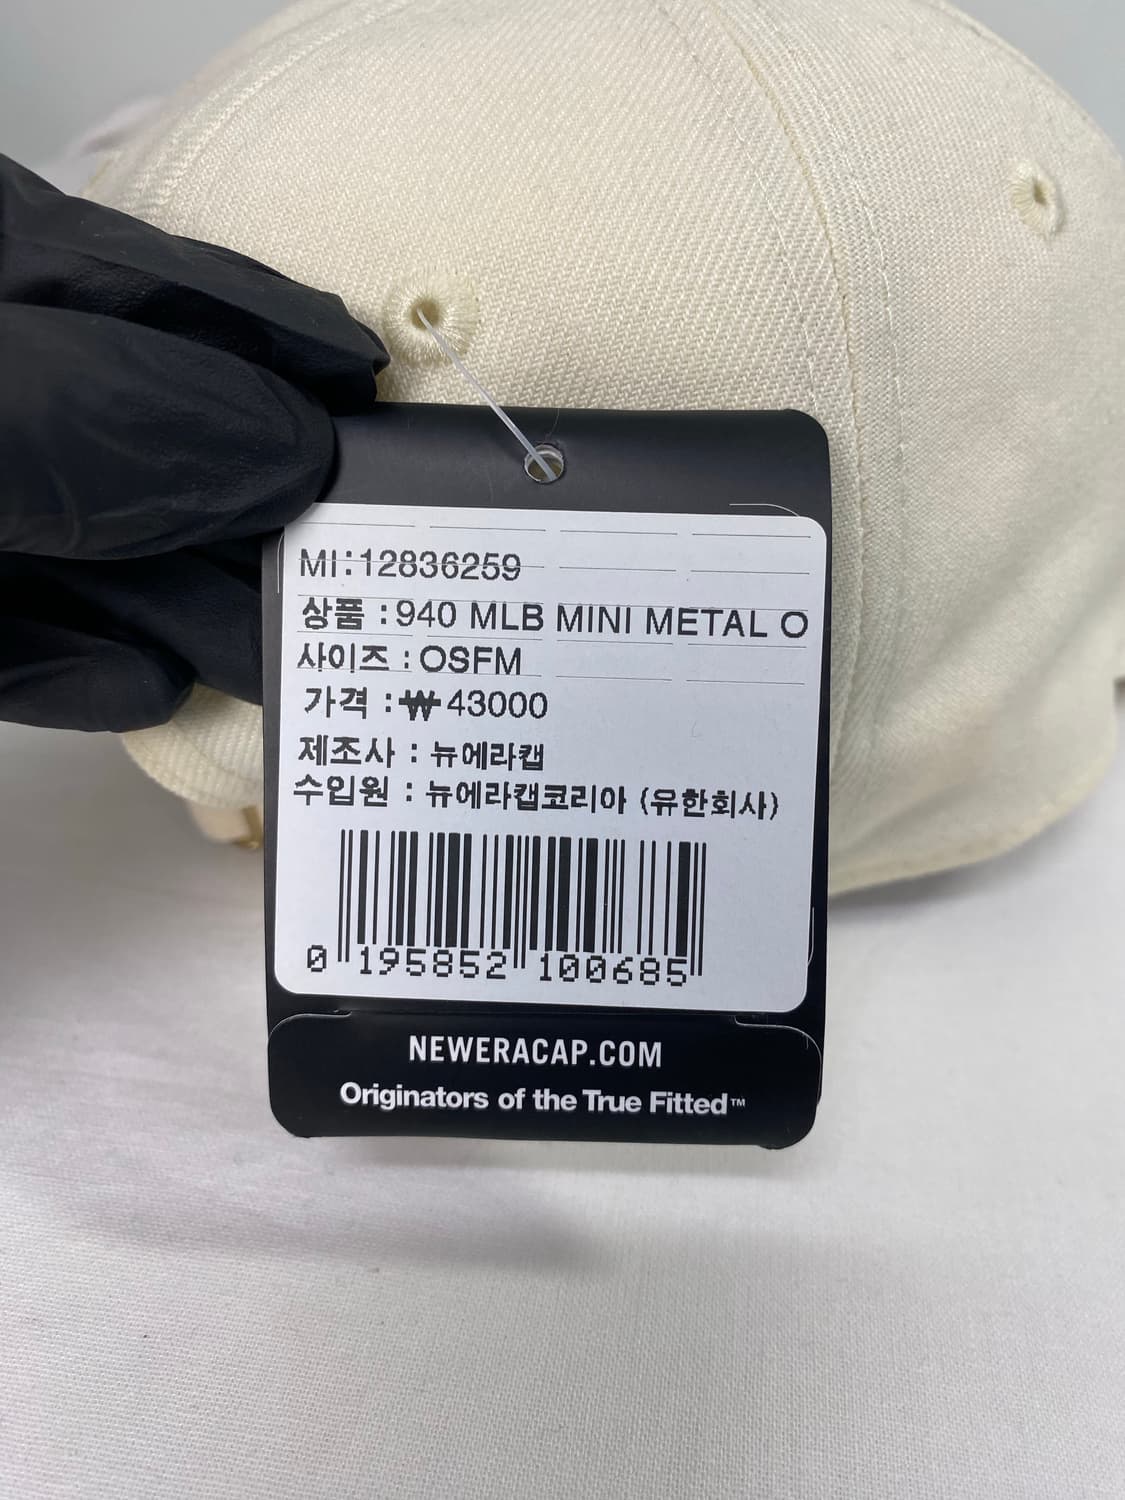 MI:12836259
상품 :940 MLB MINI METAL O
사이즈 : OSFM
가격 :₩43000
제조사 : 뉴에라캡
수입원 : 뉴에라캡코리아 (유한회사)
0 195852 100685
NEWERACAP.COM
Originators of the True Fitted™